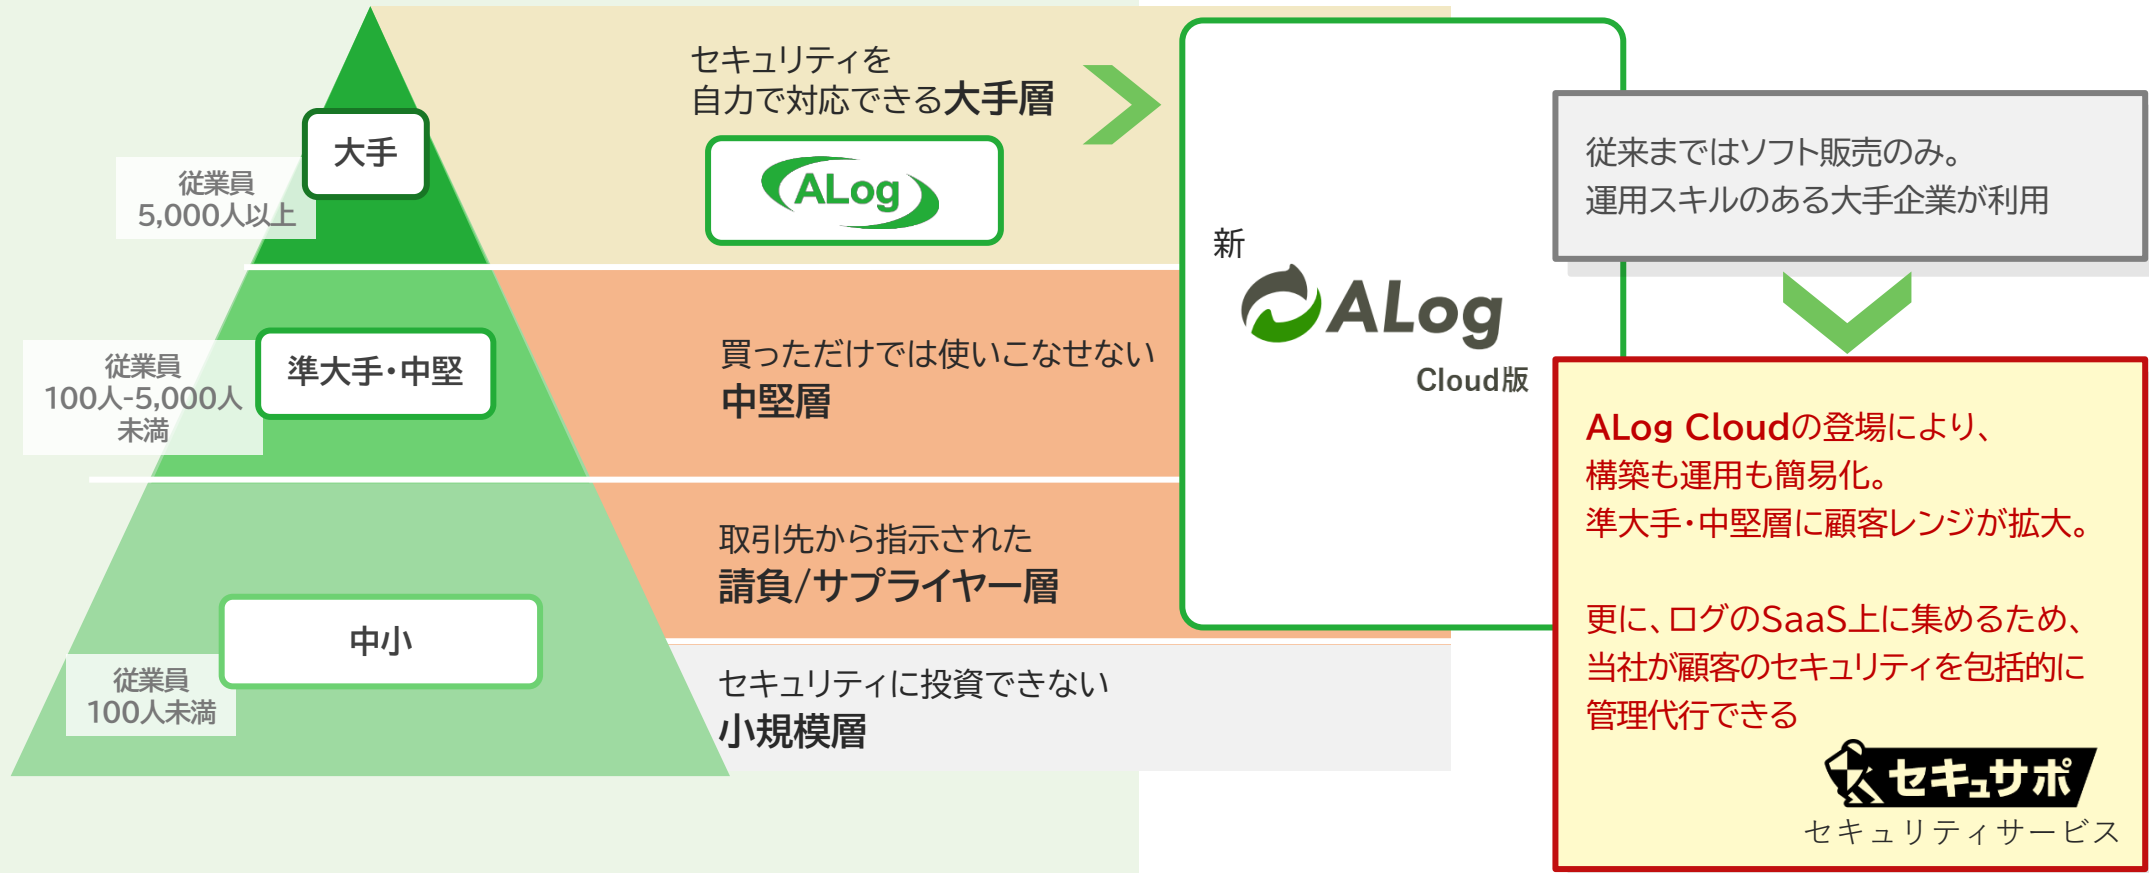 大手
従業員
5,000人以上
準大手・中堅
従業員
100人-5,000人
未満
中小
従業員
100人未満
セキュリティを
自力で対応できる大手層
ALog
買っただけでは使いこなせない
中堅層
取引先から指示された
請負/サプライヤー層
セキュリティに投資できない
小規模層
新
ALog
Cloud版
従来まではソフト販売のみ。
運用スキルのある大手企業が利用
ALog Cloudの登場により、
構築も運用も簡易化。
準大手・中堅層に顧客レンジが拡大。
更に、ログのSaaS上に集めるため、
当社が顧客のセキュリティを包括的に
管理代行できる
セキュサポ
セキュリティサービス